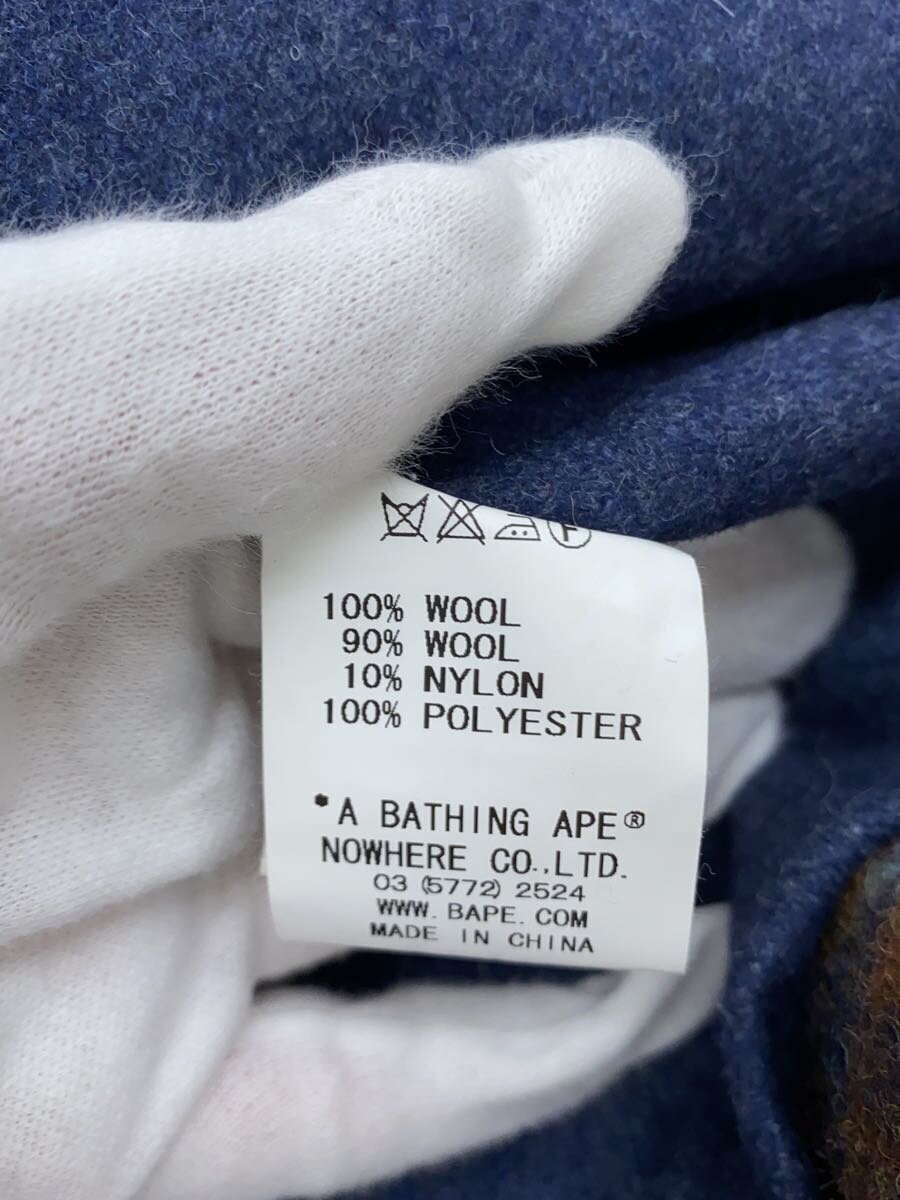 F
100% WOOL
90% WOOL
10% NYLON
100% POLYESTER
*A BATHING APE®
NOWHERE CO.,LTD.
03 (5772) 2524
WWW.BAPE.COM
MADE IN CHINA